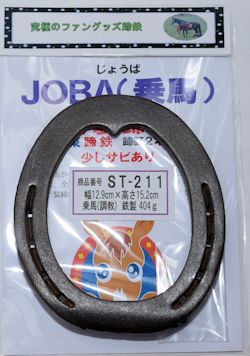 究極のファングッズ蹄鉄
じょうば
JOBA(乗馬)
蹄鉄
少しサビあり
商品番号 ST-211
幅12.9cm×高さ15.2cm
乗馬(調教) 鉄製 404g